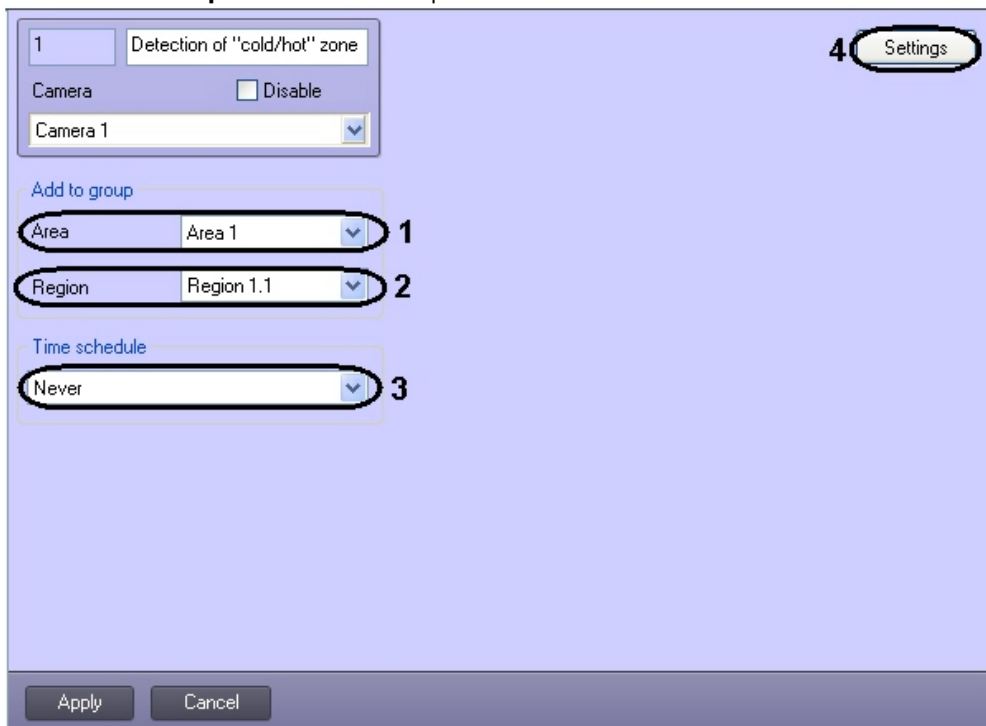 1 Detection of "cold/hot" zone
4 Settings
Camera Disable
Camera 1
Add to group
Area Area 1 1
Region Region 1.1 2
Time schedule
Never 3
Apply Cancel